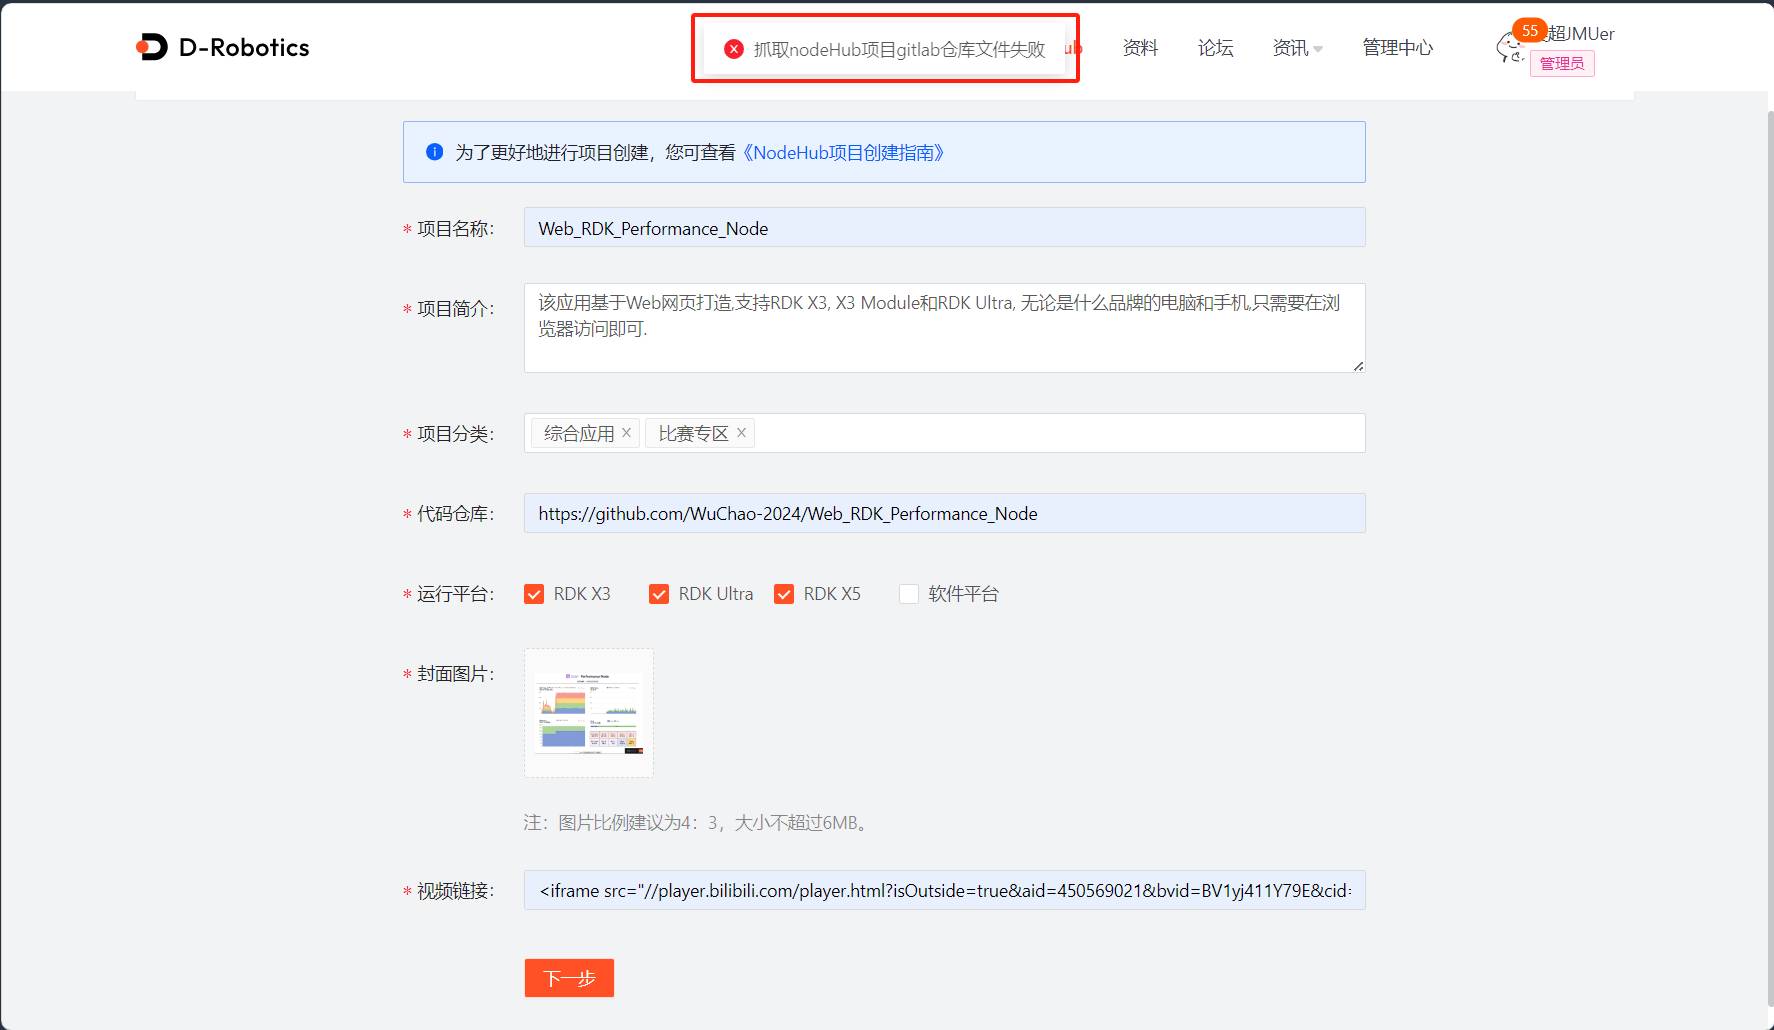 D-Robotics
抓取nodeHub项目gitlab仓库文件失败
资料
论坛
资讯
管理中心
55
超JMUer
管理员
为了更好地进行项目创建，您可查看《NodeHub项目创建指南》
* 项目名称：
Web_RDK_Performance_Node
* 项目简介：
该应用基于Web网页打造,支持RDK X3, X3 Module和RDK Ultra, 无论是什么品牌的电脑和手机,只需要在浏
览器访问即可.
* 项目分类：
综合应用 × 比赛专区 ×
* 代码仓库：
https://github.com/WuChao-2024/Web_RDK_Performance_Node
* 运行平台：
RDK X3 RDK Ultra RDK X5 软件平台
* 封面图片：
Performance Node
注：图片比例建议为4：3，大小不超过6MB。
* 视频链接：
<iframe src="//player.bilibili.com/player.html?isOutside=true&aid=450569021&bvid=BV1yj411Y79E&cid=
下一步